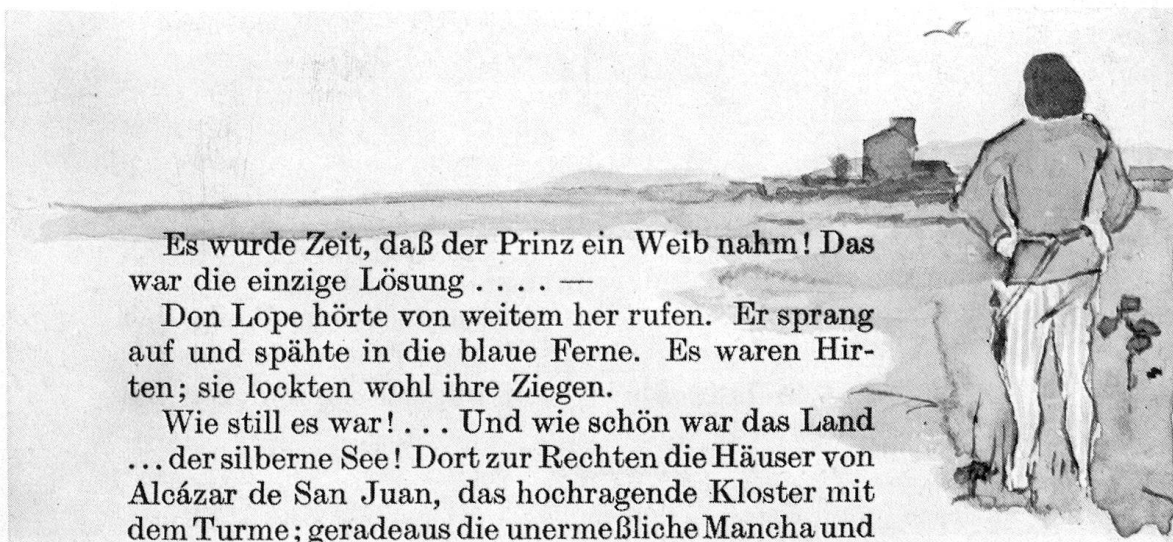 Es wurde Zeit, daß der Prinz ein Weib nahm! Das
war die einzige Lösung . . . . —
Don Lope hörte von weitem her rufen. Er sprang
auf und spähte in die blaue Ferne. Es waren Hir-
ten; sie lockten wohl ihre Ziegen.
Wie still es war! . . . Und wie schön war das Land
. . . der silberne See! Dort zur Rechten die Häuser von
Alcázar de San Juan, das hochragende Kloster mit
dem Turme; geradeaus die unermeßliche Mancha und